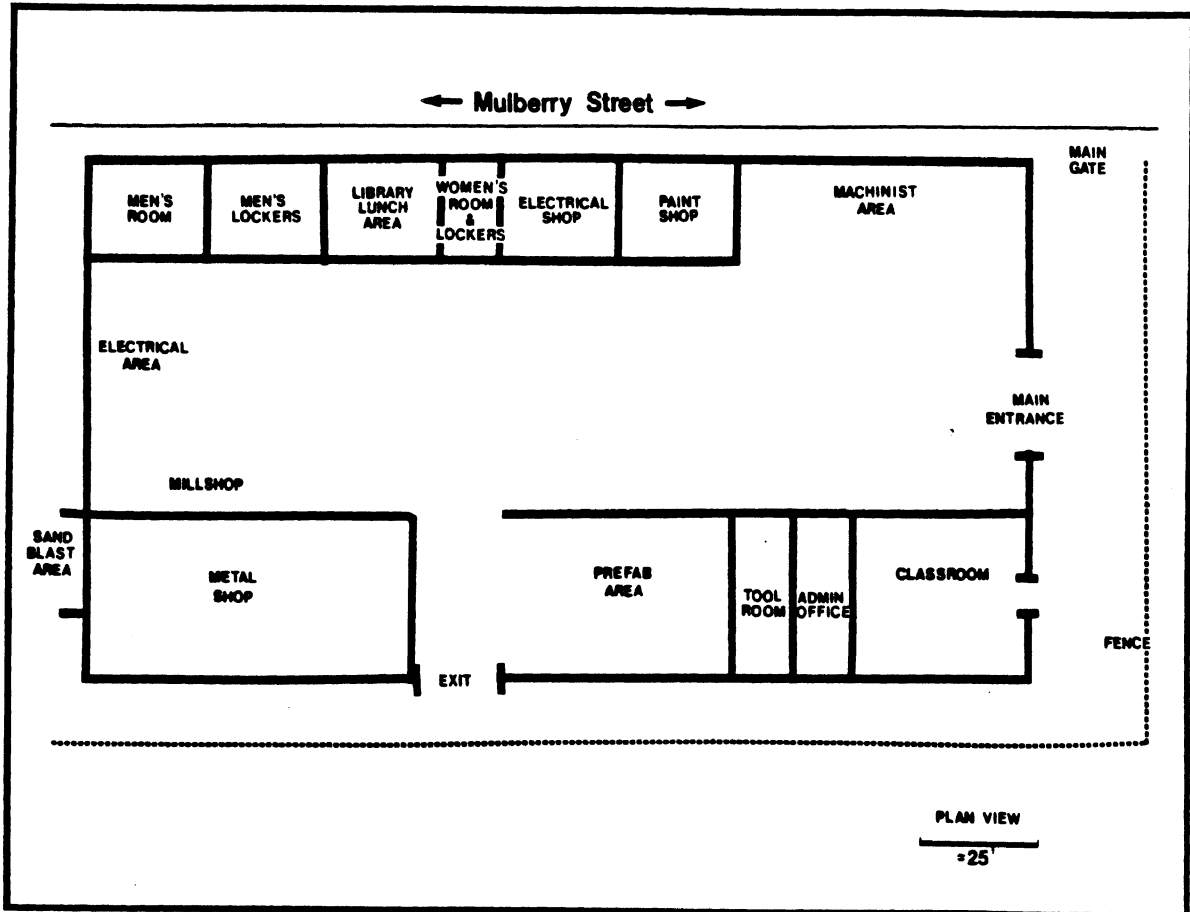 ← Mulberry Street →
MAIN
GATE
MEN'S
ROOM
MEN'S
LOCKERS
LIBRARY
LUNCH
AREA
WOMEN'S
ROOM
&
LOCKERS
ELECTRICAL
SHOP
PAINT
SHOP
MACHINIST
AREA
ELECTRICAL
AREA
MAIN
ENTRANCE
MILLSHOP
SAND
BLAST
AREA
METAL
SHOP
PREFAB
AREA
TOOL
ROOM
ADMIN
OFFICE
CLASSROOM
FENCE
EXIT
PLAN VIEW
≈25'